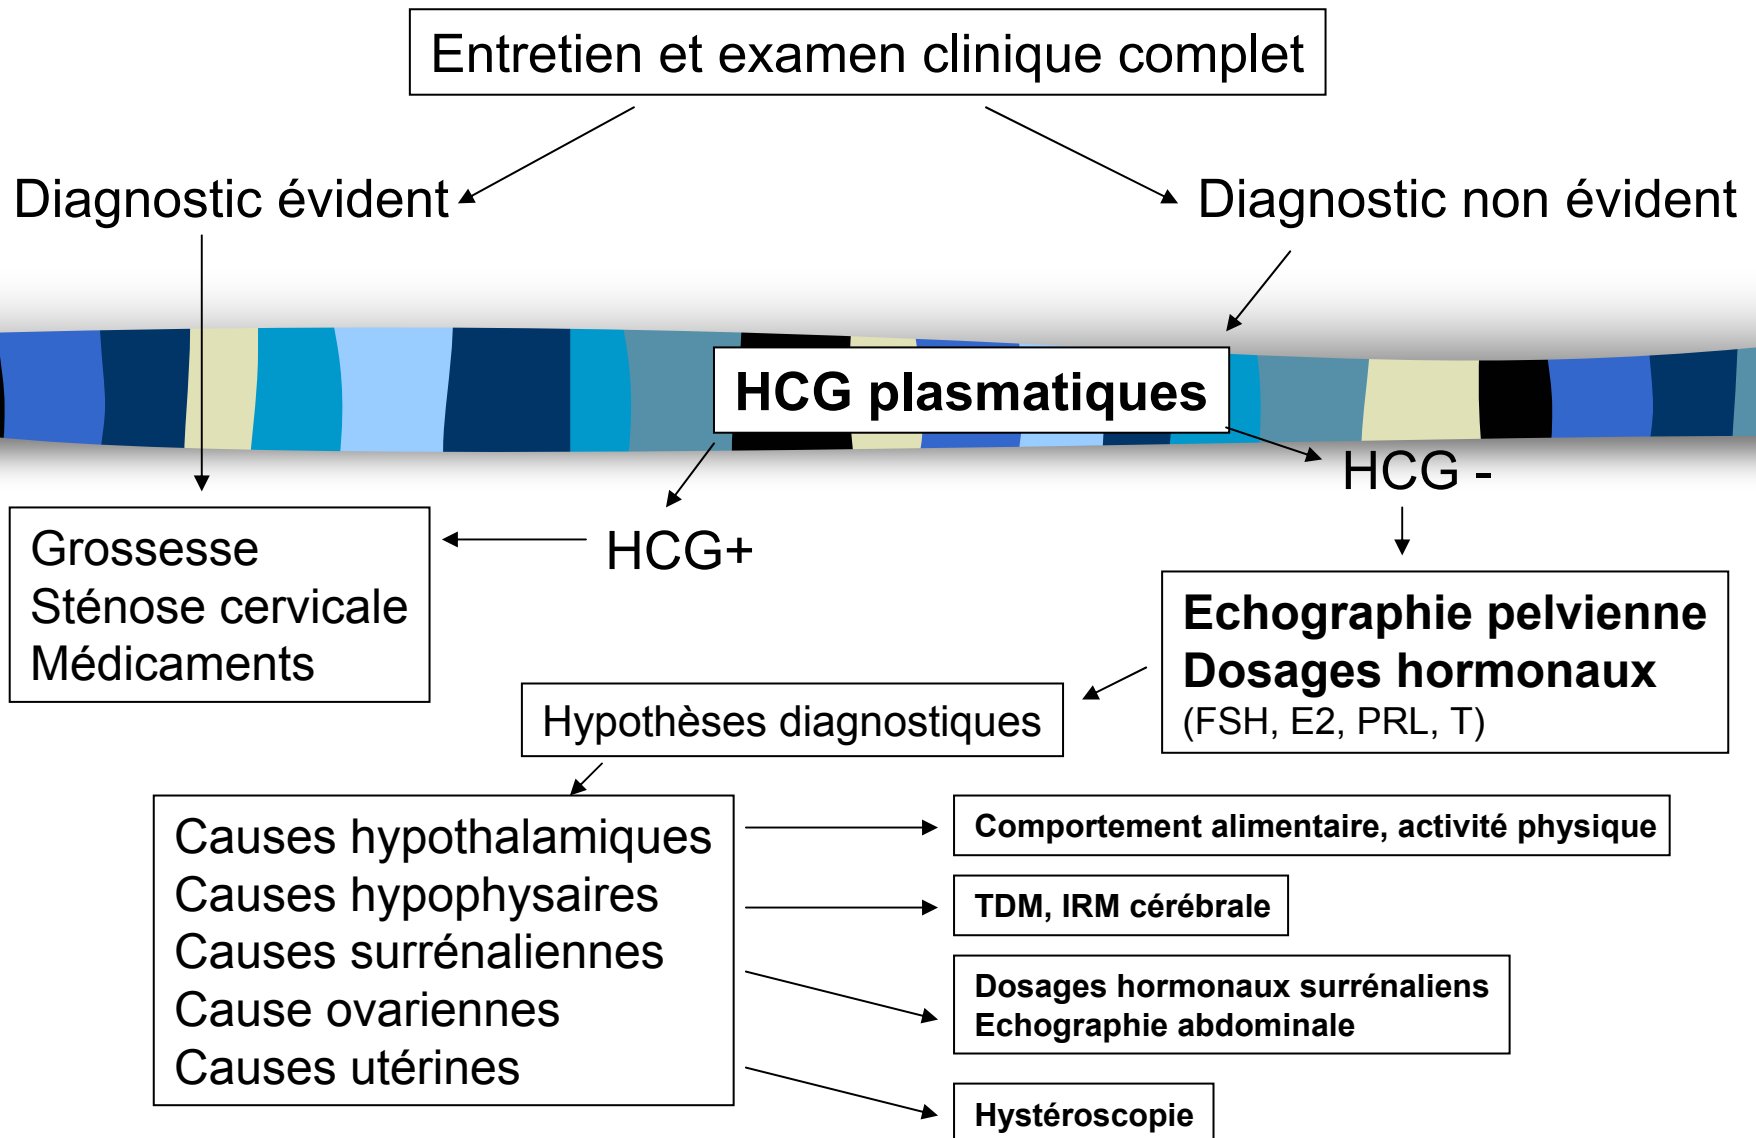 Entretien et examen clinique complet
Diagnostic évident
Diagnostic non évident
HCG plasmatiques
HCG -
HCG+
Grossesse
Sténose cervicale
Médicaments
Echographie pelvienne
Dosages hormonaux
(FSH, E2, PRL, T)
Hypothèses diagnostiques
Causes hypothalamiques
Causes hypophysaires
Causes surrénaliennes
Cause ovariennes
Causes utérines
Comportement alimentaire, activité physique
TDM, IRM cérébrale
Dosages hormonaux surrénaliens
Echographie abdominale
Hystéroscopie